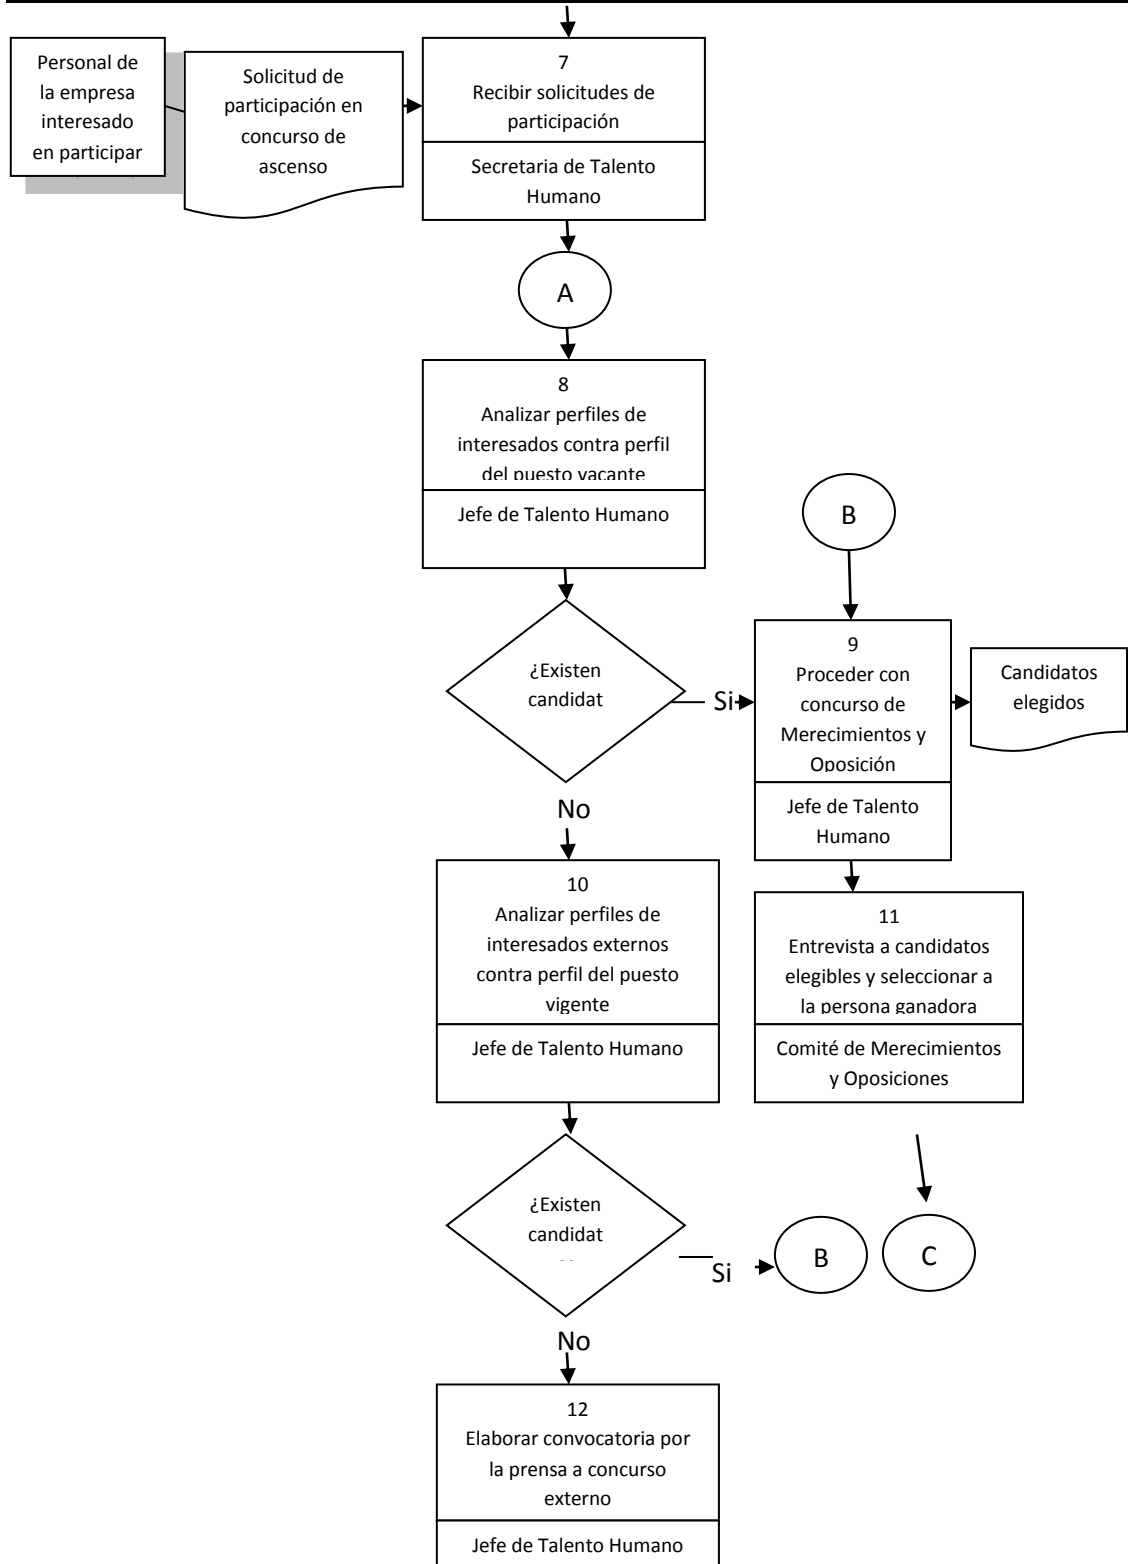 Personal de
la empresa
interesado
en participar
Solicitud de
participación en
concurso de
ascenso
7
Recibir solicitudes de
participación
Secretaria de Talento
Humano
A
8
Analizar perfiles de
interesados contra perfil
del puesto vacante
Jefe de Talento Humano
B
¿Existen
candidat
Si
9
Proceder con
concurso de
Merecimientos y
Oposición
Jefe de Talento
Humano
Candidatos
elegidos
No
10
Analizar perfiles de
interesados externos
contra perfil del puesto
vigente
Jefe de Talento Humano
11
Entrevista a candidatos
elegibles y seleccionar a
la persona ganadora
Comité de Merecimientos
y Oposiciones
¿Existen
candidat
Si
B
C
No
12
Elaborar convocatoria por
la prensa a concurso
externo
Jefe de Talento Humano